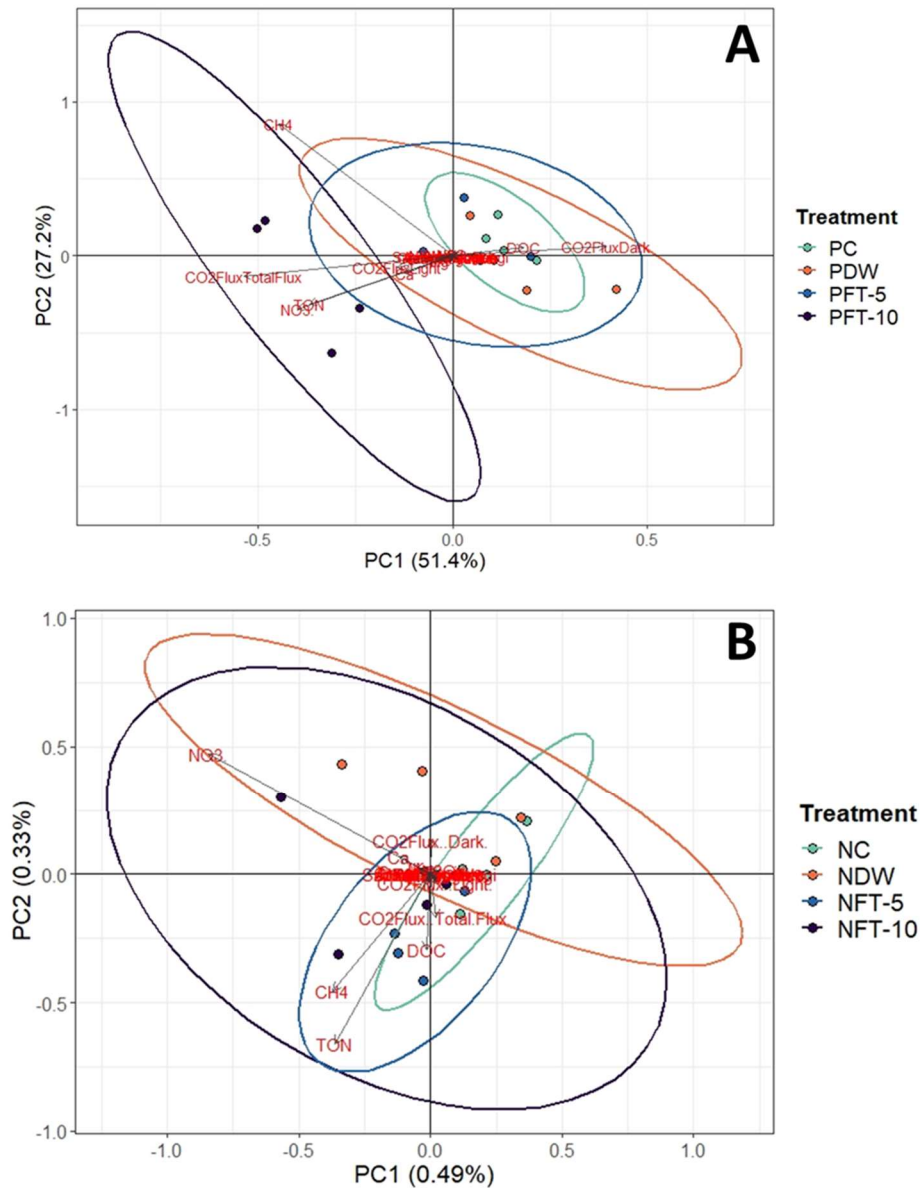 A
1
CH4
DOC
CO2FluxDark
0
CO2FluxLight
Ca
CO2FluxTotalFlux
TON
NO3.
-1
PC2 (27.2%)
-0.5
0.0
0.5
PC1 (51.4%)
Treatment
PC
PDW
PFT-5
PFT-10
B
1.0
0.5
NO3.
CO2Flux..Dark.
Ca
0.0
CO2Flux..Light.
CO2Flux..Total.Flux
DOC
CH4
-0.5
TON
-1.0
PC2 (0.33%)
-1.0
-0.5
0.0
0.5
1.0
PC1 (0.49%)
Treatment
NC
NDW
NFT-5
NFT-10